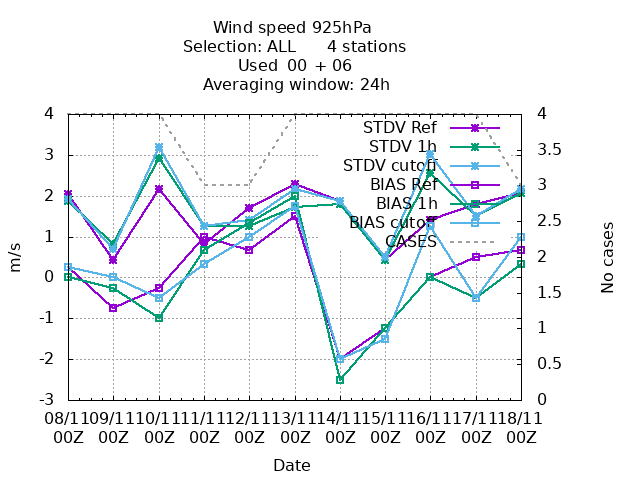 Wind speed 925hPa
Selection: ALL      4 stations
Used  00 + 06
Averaging window: 24h
STDV Ref
STDV 1h
STDV cutoff
BIAS Ref
BIAS 1h
BIAS cutoff
CASES
4
3
2
1
0
-1
-2
-3
m/s
4
3.5
3
2.5
2
1.5
1
0.5
0
No cases
08/11 09/11 10/11 11/11 12/11 13/11 14/11 15/11 16/11 17/11 18/11
00Z 00Z 00Z 00Z 00Z 00Z 00Z 00Z 00Z 00Z 00Z
Date